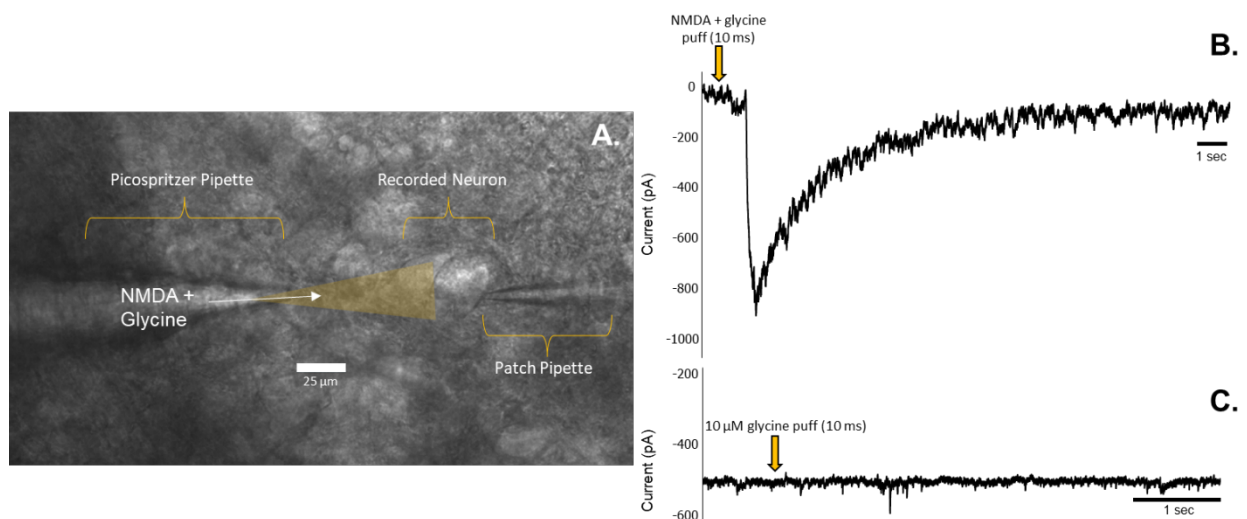 A.
Picospritzer Pipette
Recorded Neuron
NMDA +
Glycine
25 µm
Patch Pipette
NMDA + glycine
puff (10 ms)
B.
0
-200
-400
-600
-800
-1000
Current (pA)
1 sec
C.
-200
-400
-600
Current (pA)
10 µM glycine puff (10 ms)
1 sec